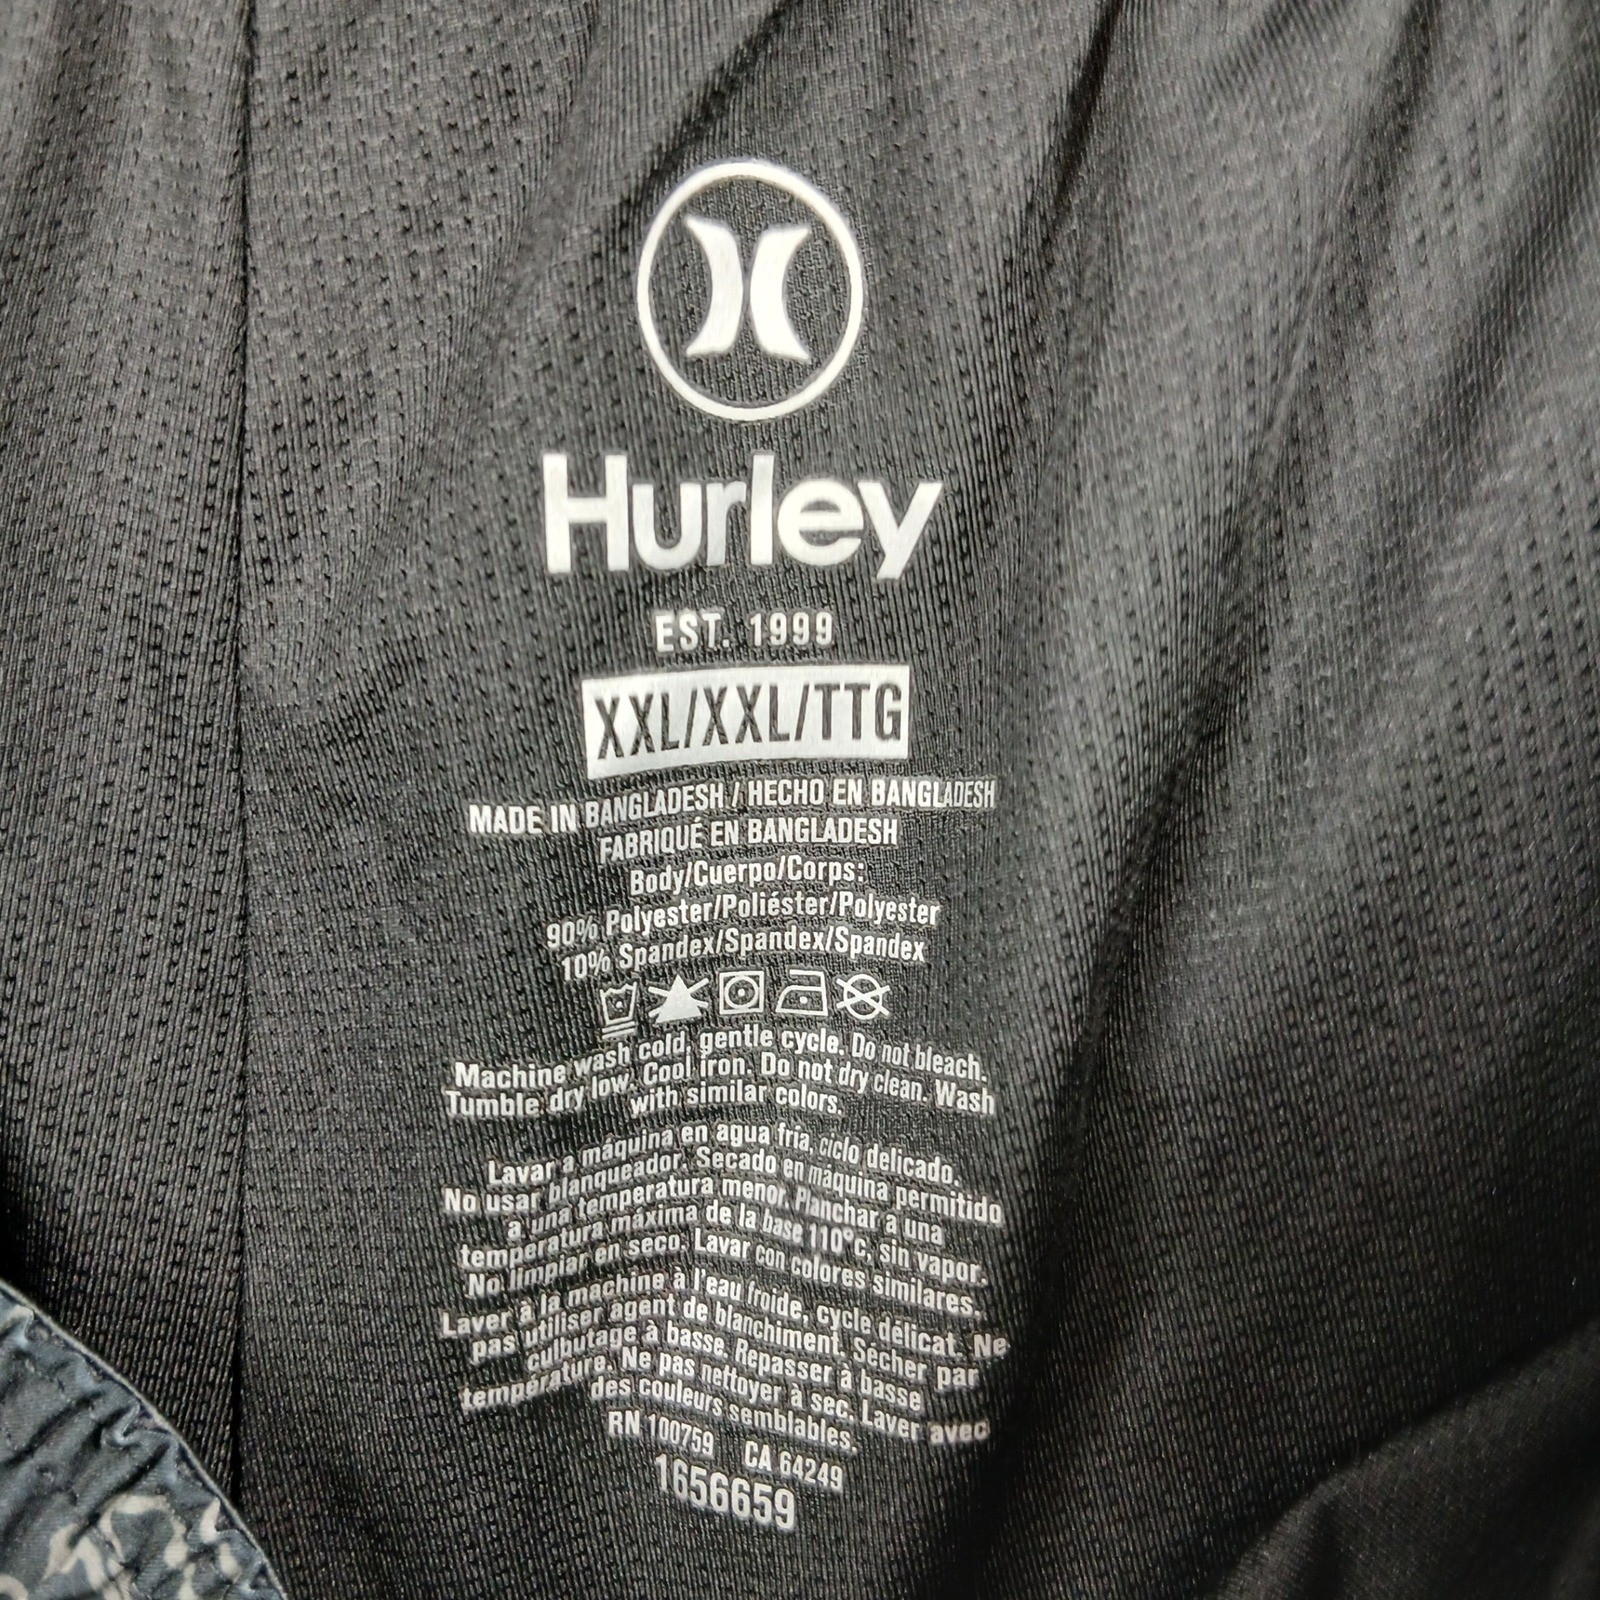 Hurley
EST. 1999
XXL/XXL/TTG
MADE IN BANGLADESH / HECHO EN BANGLADESH
FABRIQUÉ EN BANGLADESH
Body/Cuerpo/Corps:
90% Polyester/Poliéster/Polyester
10% Spandex/Spandex/Spandex
Machine wash cold, gentle cycle. Do not bleach.
Tumble dry low. Cool iron. Do not dry clean. Wash
with similar colors.
Lavar a máquina en agua fria, ciclo delicado.
No usar blanqueador. Secado en máquina permitido
a una temperatura menor. Planchar a una
temperatura máxima de la base 110°c, sin vapor.
No limpiar en seco. Lavar con colores similares.
Laver à la machine à l'eau froide, cycle délicat. Ne
pas utiliser agent de blanchiment. Sécher par
culbutage à basse. Repasser à basse
température. Ne pas nettoyer à sec. Laver avec
des couleurs semblables.
RN 100759 CA 64249
1656659